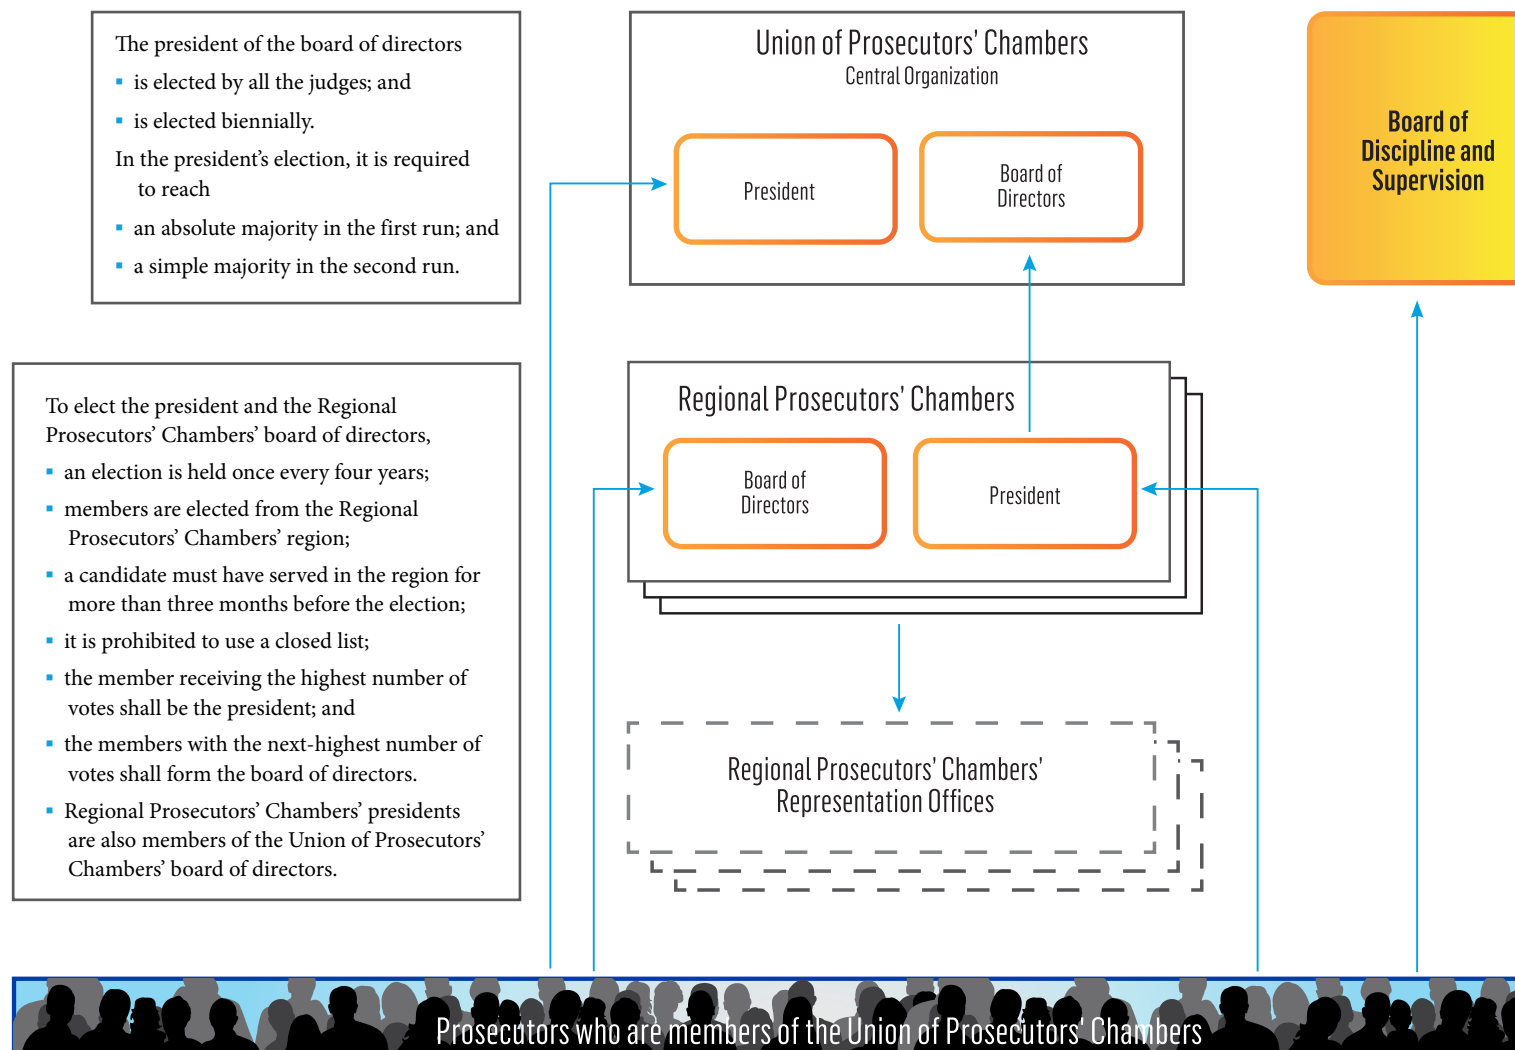 The president of the board of directors
▪ is elected by all the judges; and
▪ is elected biennially.
In the president’s election, it is required
to reach
▪ an absolute majority in the first run; and
▪ a simple majority in the second run.
Union of Prosecutors’ Chambers
Central Organization
President
Board of
Directors
Board of
Discipline and
Supervision
To elect the president and the Regional
Prosecutors’ Chambers’ board of directors,
▪ an election is held once every four years;
▪ members are elected from the Regional
Prosecutors’ Chambers’ region;
▪ a candidate must have served in the region for
more than three months before the election;
▪ it is prohibited to use a closed list;
▪ the member receiving the highest number of
votes shall be the president; and
▪ the members with the next-highest number of
votes shall form the board of directors.
▪ Regional Prosecutors’ Chambers’ presidents
are also members of the Union of Prosecutors’
Chambers’ board of directors.
Regional Prosecutors’ Chambers
Board of
Directors
President
Regional Prosecutors’ Chambers’
Representation Offices
Prosecutors who are members of the Union of Prosecutors’ Chambers